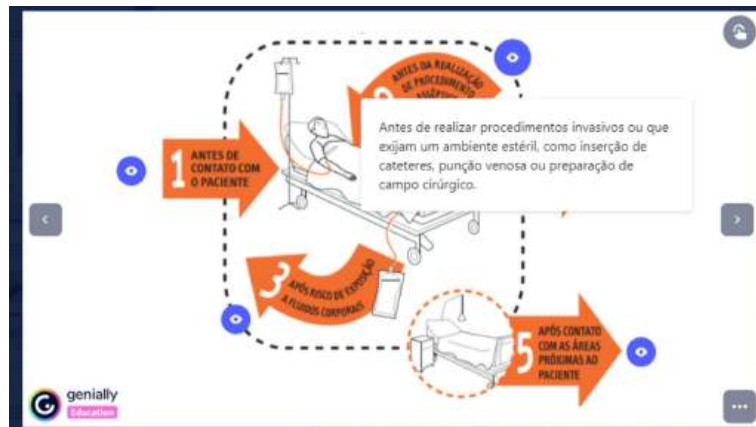 ANTES DA REALIZAÇÃO
DE PROCEDIMENTO
Antes de realizar procedimentos invasivos ou que
exijam um ambiente estéril, como inserção de
cateteres, punção venosa ou preparação de
campo cirúrgico.
1 ANTES DE
CONTATO COM
O PACIENTE
3 APÓS RISCO DE EXPOSIÇÃO
A FLUIDOS CORPORAIS
5 APÓS CONTATO
COM AS ÁREAS
PRÓXIMAS AO
PACIENTE
genially
Education